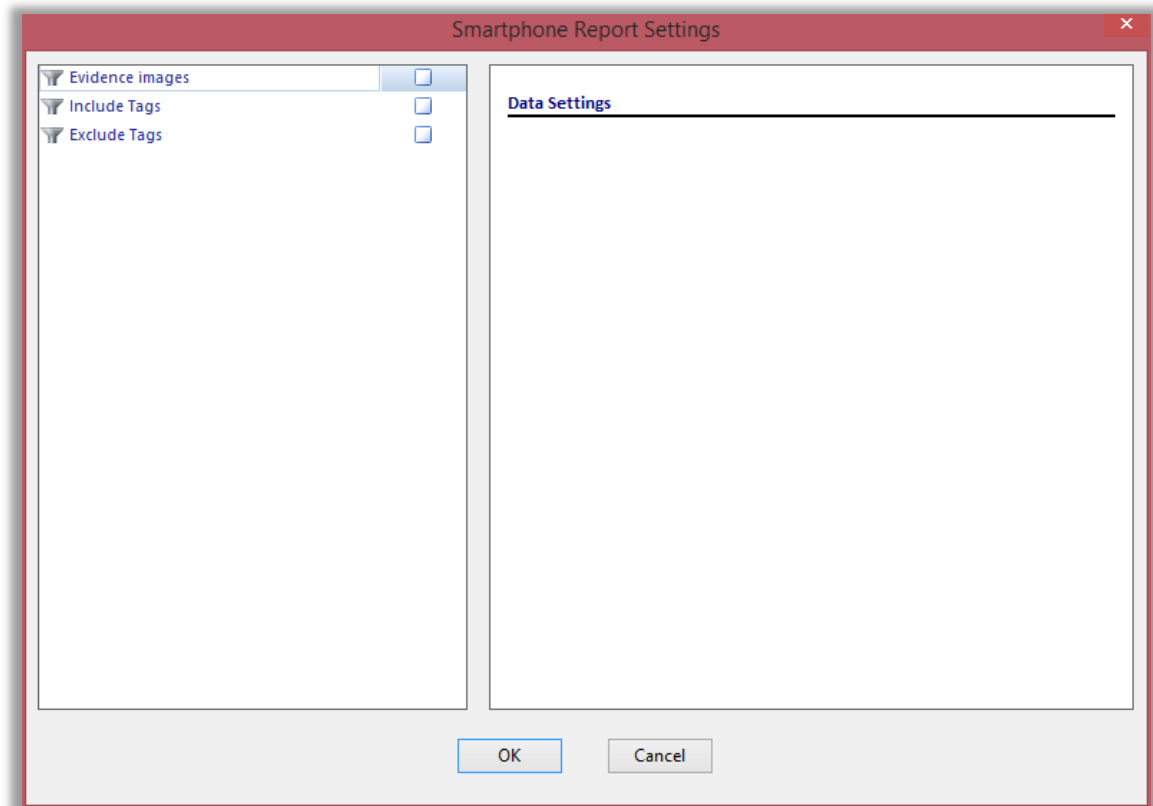 Smartphone Report Settings
Evidence images
Include Tags
Exclude Tags
Data Settings
OK
Cancel